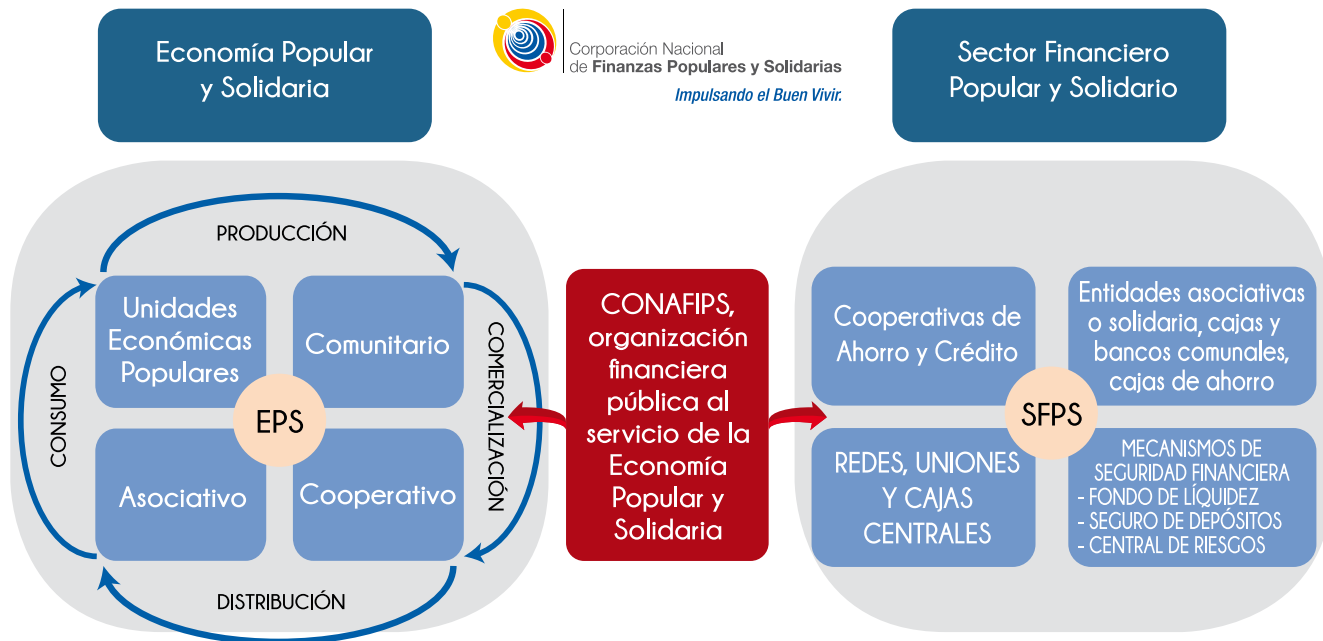 Economía Popular
y Solidaria
Corporación Nacional
de Finanzas Populares y Solidarias
Impulsando el Buen Vivir.
Sector Financiero
Popular y Solidario
PRODUCCIÓN
COMERCIALIZACIÓN
DISTRIBUCIÓN
CONSUMO
Unidades
Económicas
Populares
Comunitario
EPS
Asociativo
Cooperativo
CONAFIPS,
organización
financiera
pública al
servicio de la
Economía
Popular y
Solidaria
Cooperativas de
Ahorro y Crédito
Entidades asociativas
o solidaria, cajas y
bancos comunales,
cajas de ahorro
SFPS
REDES, UNIONES
Y CAJAS
CENTRALES
MECANISMOS DE
SEGURIDAD FINANCIERA
- FONDO DE LÍQUIDEZ
- SEGURO DE DEPÓSITOS
- CENTRAL DE RIESGOS